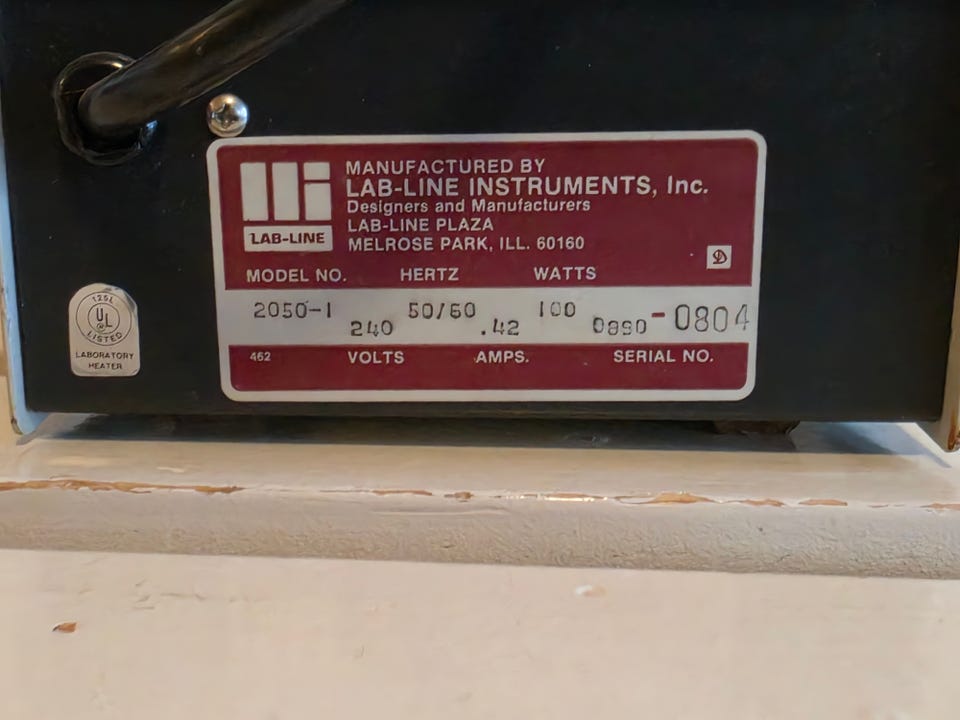 MANUFACTURED BY
LAB-LINE INSTRUMENTS, Inc.
Designers and Manufacturers
LAB-LINE PLAZA
MELROSE PARK, ILL. 60160
LAB-LINE
MODEL NO. HERTZ WATTS
2050-1 50/60 100
240 .42 0890-0804
462 VOLTS AMPS. SERIAL NO.
125L
UL
LISTED
LABORATORY
HEATER